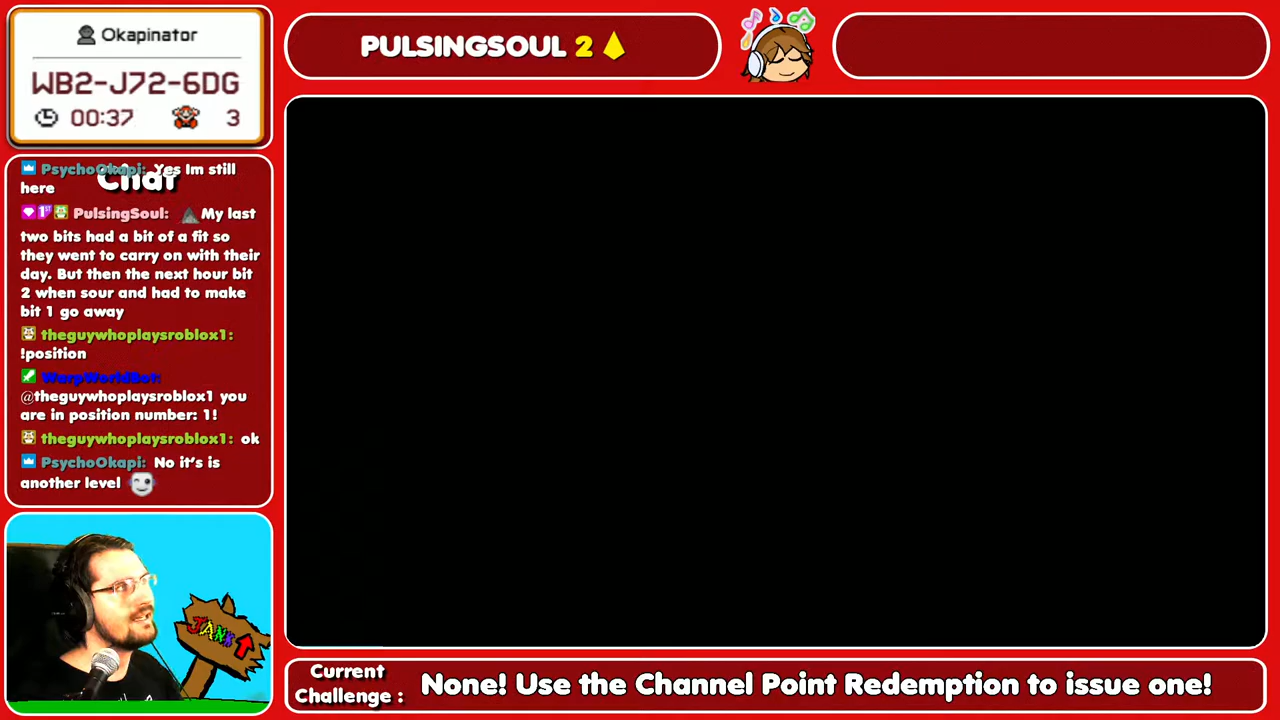 Okapinator
WB2-J72-6DG
00:37 3
PULSINGSOUL 2
Chat
PsychoOkapi: Yes Im still
here
PulsingSoul: My last
two bits had a bit of a fit so
they went to carry on with their
day. But then the next hour bit
2 when sour and had to make
bit 1 go away
theguywhoplaysroblox1:
!position
WarpWorldBot:
@theguywhoplaysroblox1 you
are in position number: 1!
theguywhoplaysroblox1: ok
PsychoOkapi: No it's is
another level
JANK
Current
Challenge :
None! Use the Channel Point Redemption to issue one!